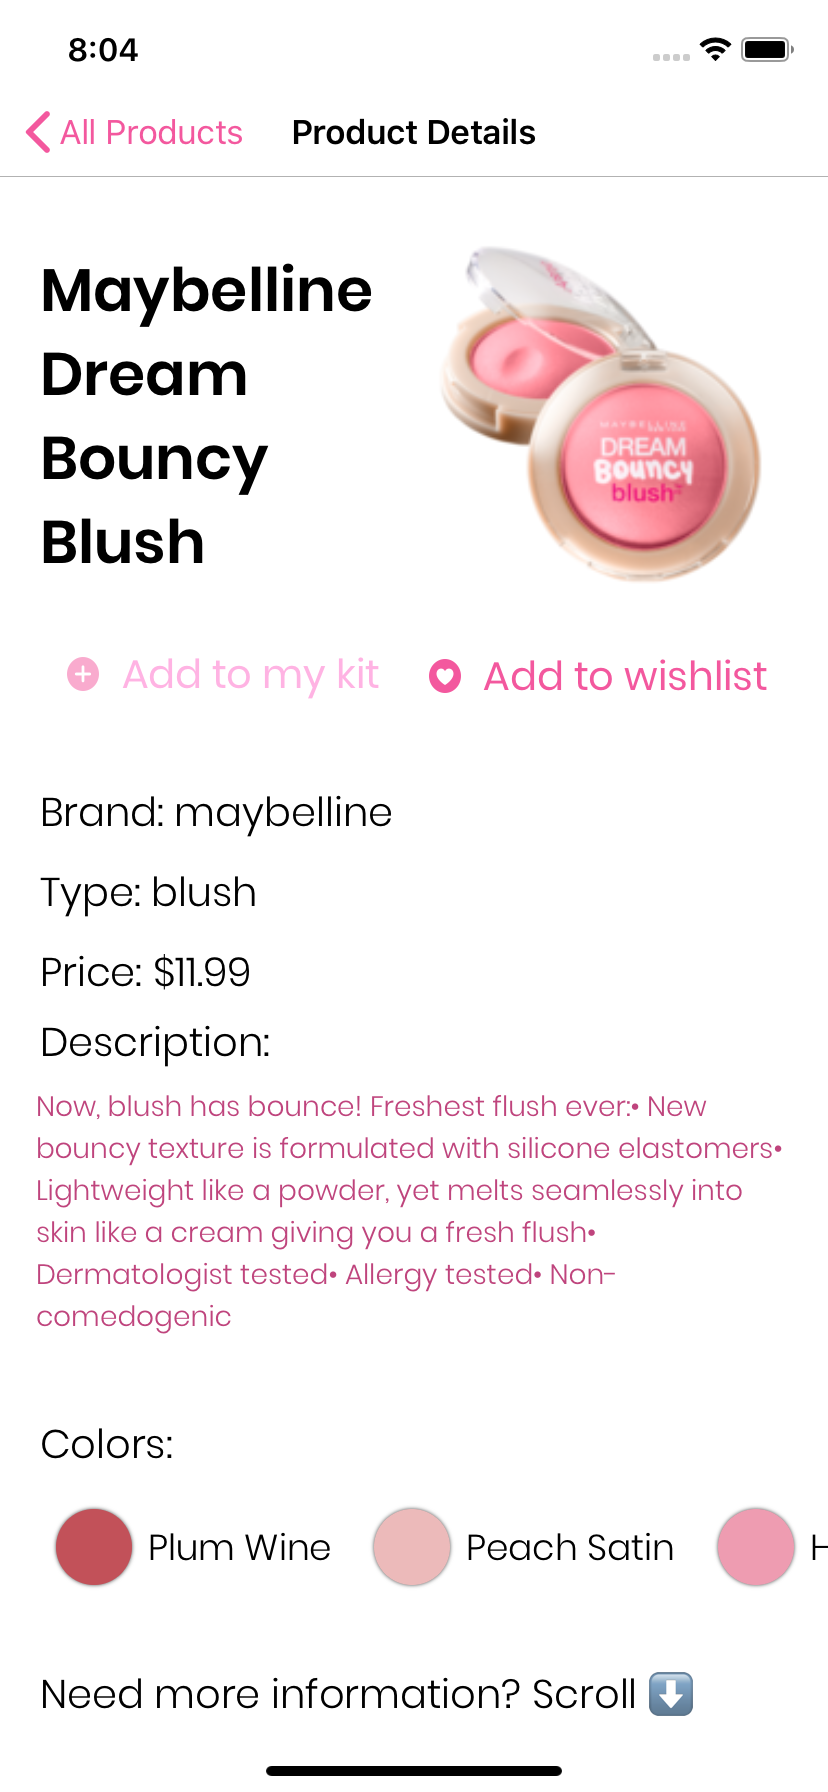 8:04
All Products
Product Details
Maybelline
Dream
Bouncy
Blush
MAYBELLINE
DREAM
Bouncy
blush
Add to my kit
Add to wishlist
Brand: maybelline
Type: blush
Price: $11.99
Description:
Now, blush has bounce! Freshest flush ever:• New
bouncy texture is formulated with silicone elastomers•
Lightweight like a powder, yet melts seamlessly into
skin like a cream giving you a fresh flush•
Dermatologist tested• Allergy tested• Non-
comedogenic
Colors:
Plum Wine
Peach Satin
Need more information? Scroll ⬇️